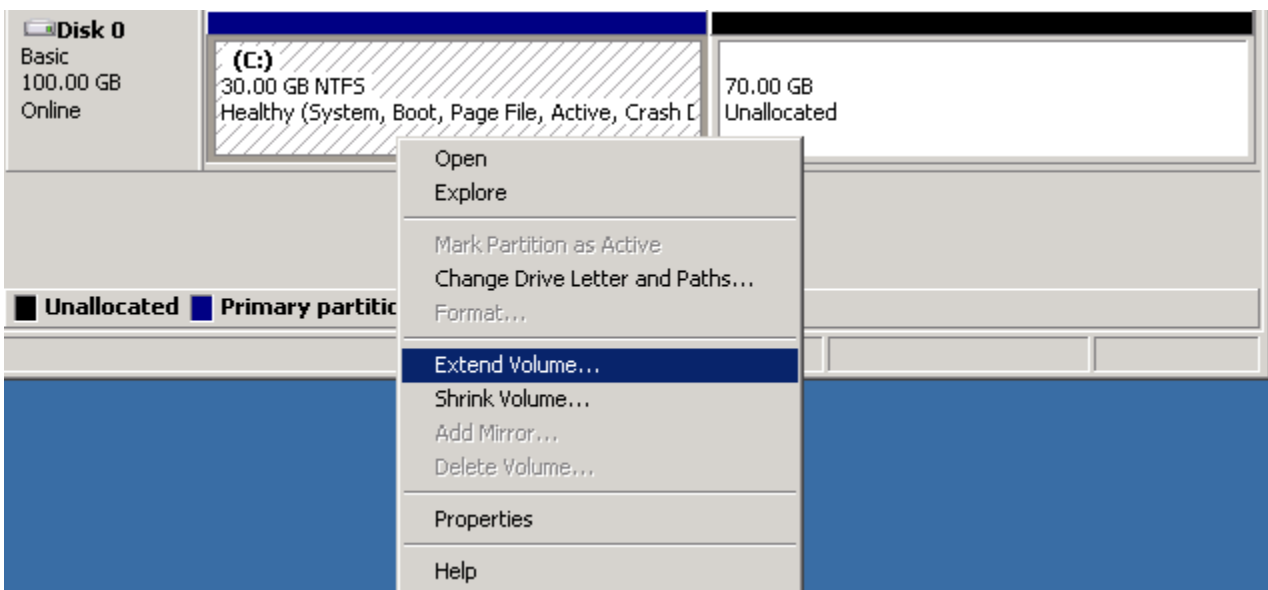 Disk 0
Basic
100.00 GB
Online
(C:)
30.00 GB NTFS
Healthy (System, Boot, Page File, Active, Crash D
70.00 GB
Unallocated
Open
Explore
Mark Partition as Active
Change Drive Letter and Paths...
Format...
Extend Volume...
Shrink Volume...
Add Mirror...
Delete Volume...
Properties
Help
Unallocated
Primary partitic